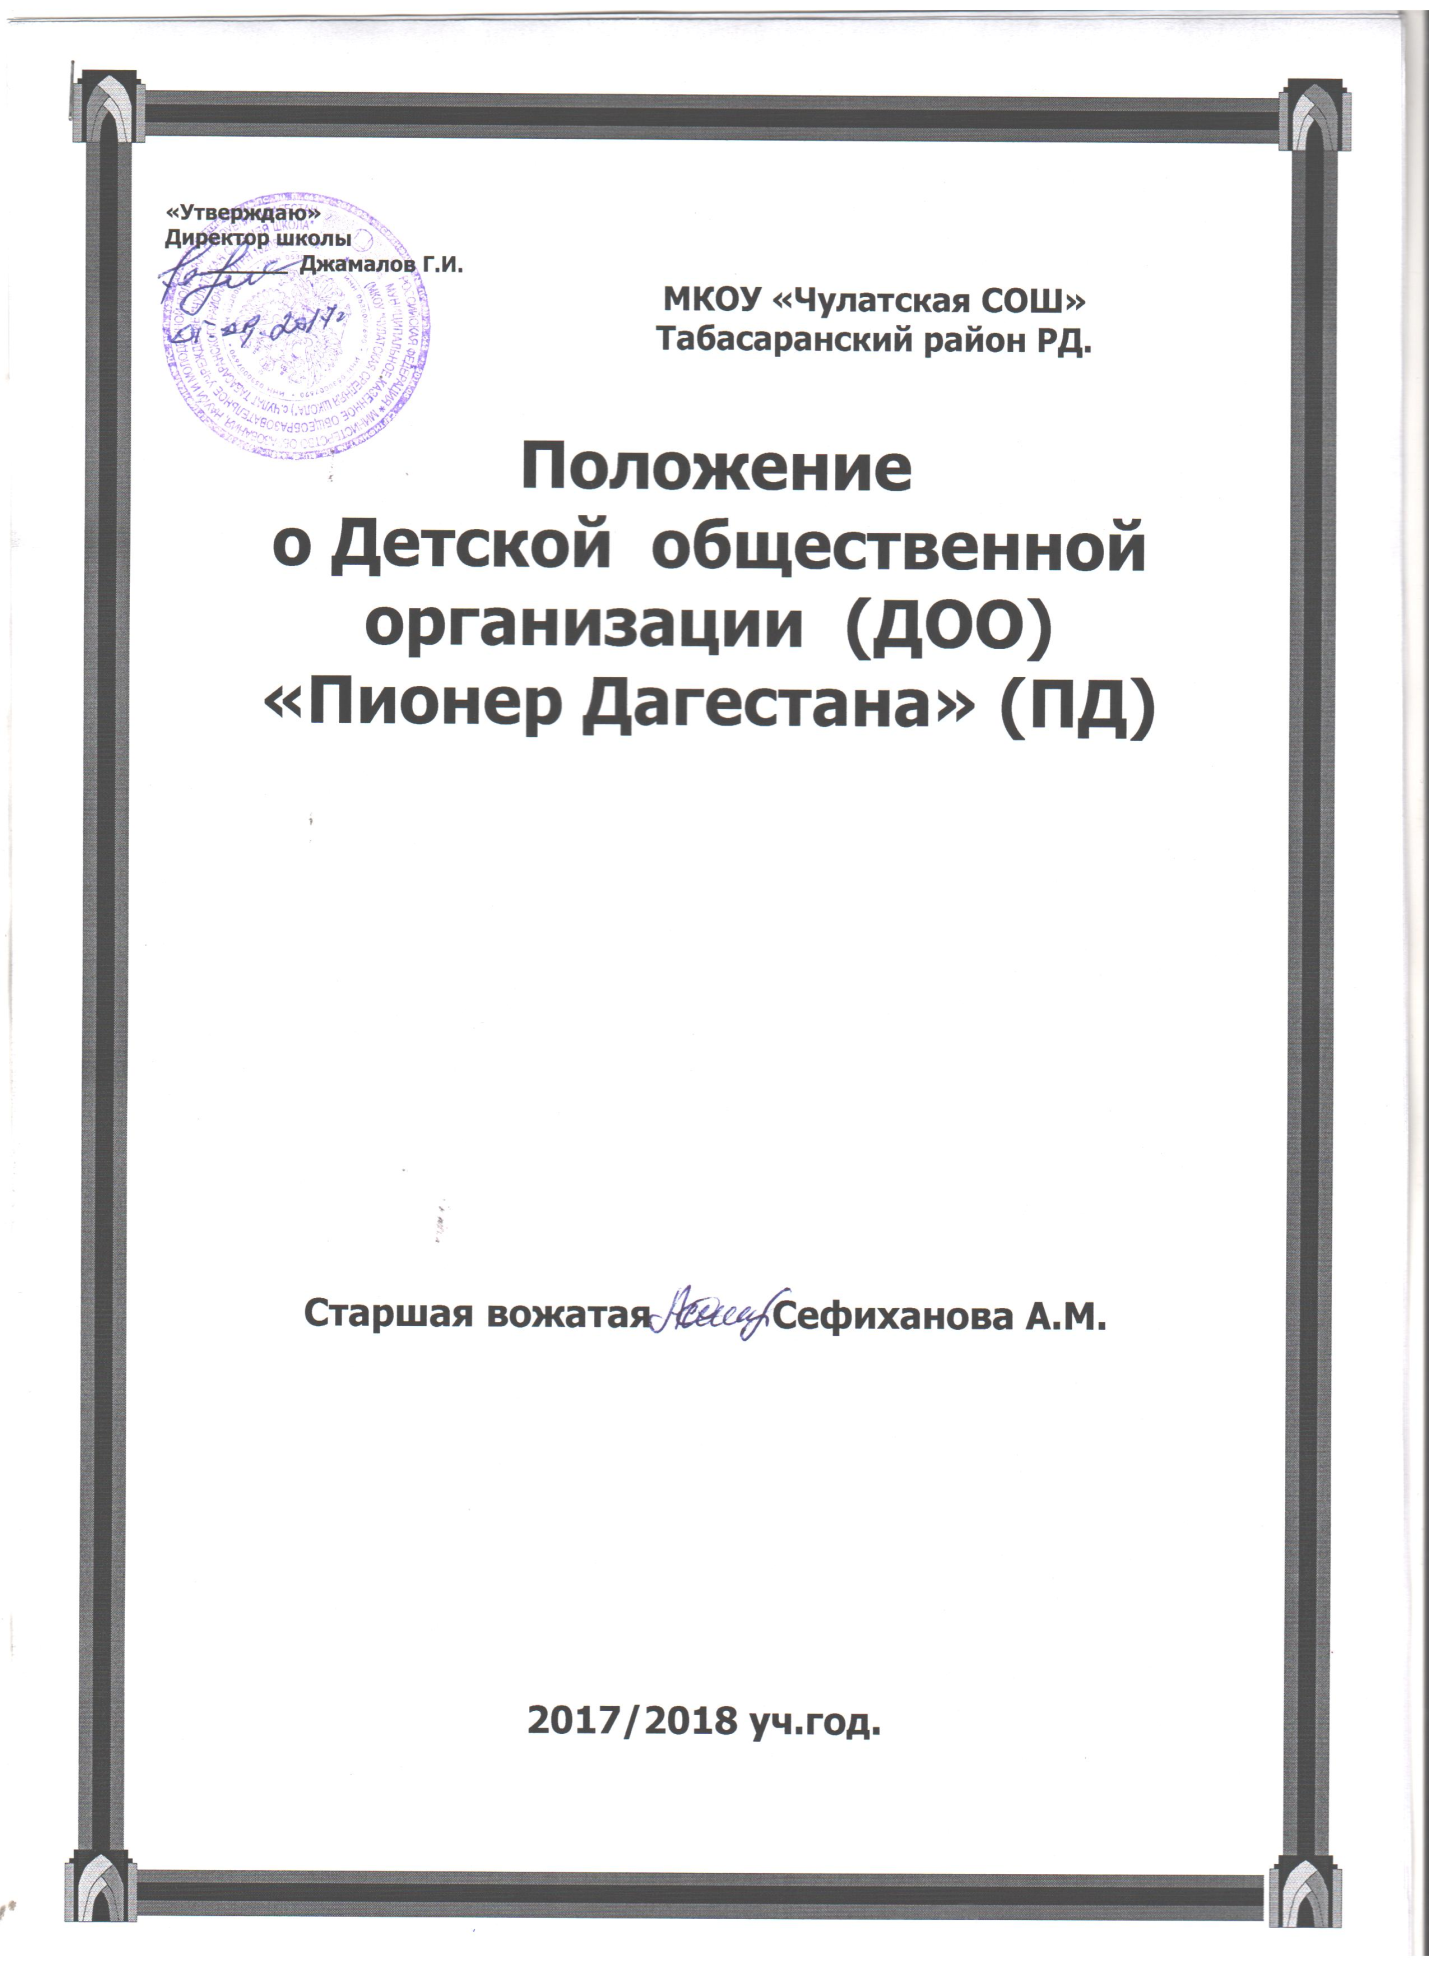 «Утверждаю»
Директор школы
Джамалов Г.И.
2017г
МКОУ «Чулатская СОШ»
Табасаранский район РД.
Положение
о Детской общественной
организации (ДОО)
«Пионер Дагестана» (ПД)
Старшая вожатая Сефиханова А.М.
2017/2018 уч.год.